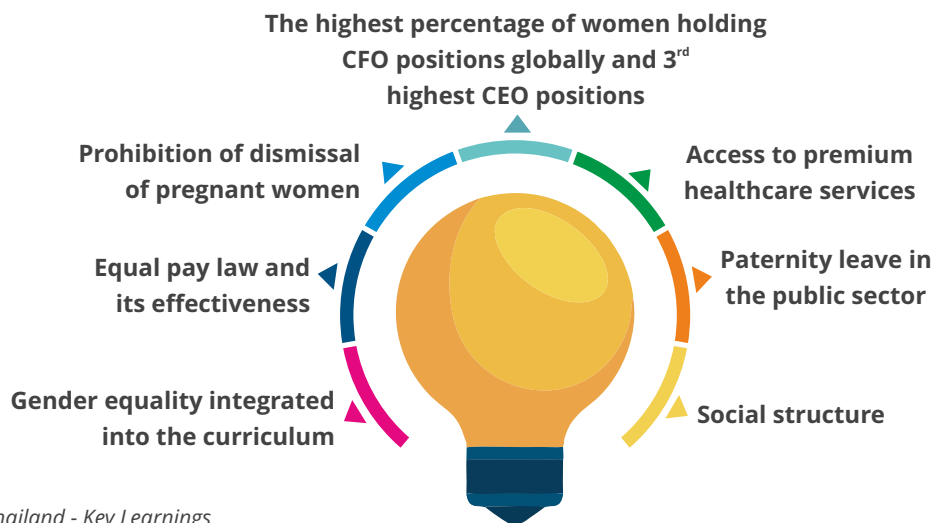 The highest percentage of women holding
CFO positions globally and 3rd
highest CEO positions
Prohibition of dismissal
of pregnant women
Access to premium
healthcare services
Equal pay law and
its effectiveness
Paternity leave in
the public sector
Gender equality integrated
into the curriculum
Social structure
- Key Learnings